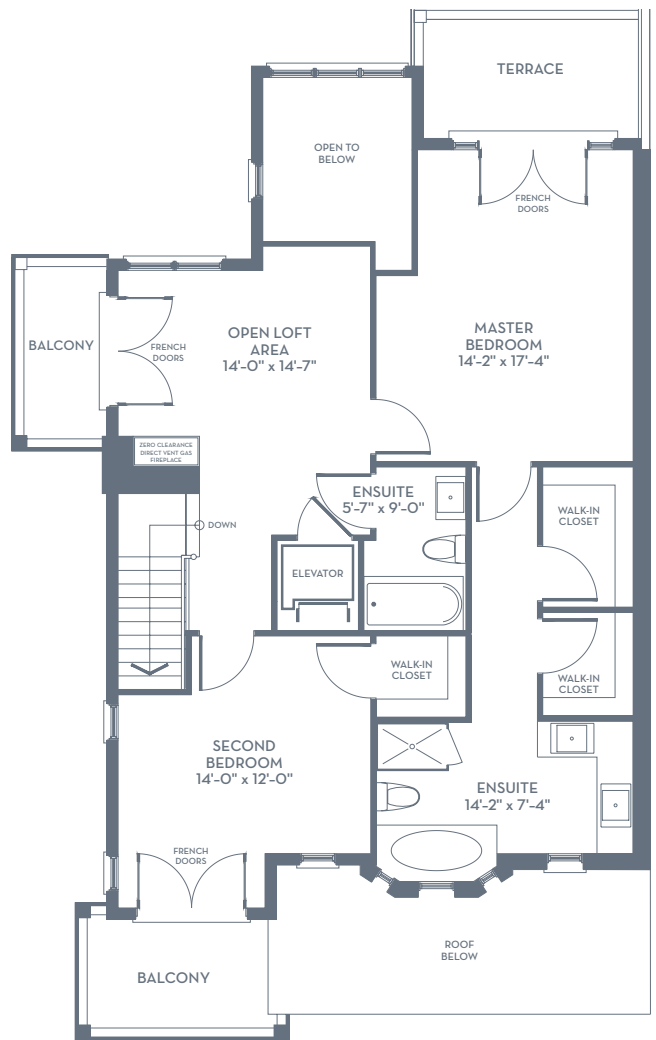 TERRACE
OPEN TO
BELOW
FRENCH
DOORS
BALCONY
FRENCH
DOORS
OPEN LOFT
AREA
14'-0" x 14'-7"
MASTER
BEDROOM
14'-2" x 17'-4"
ZERO CLEARANCE
DIRECT VENT GAS
FIREPLACE
ENSUITE
5'-7" x 9'-0"
WALK-IN
CLOSET
DOWN
ELEVATOR
WALK-IN
CLOSET
WALK-IN
CLOSET
SECOND
BEDROOM
14'-0" x 12'-0"
ENSUITE
14'-2" x 7'-4"
FRENCH
DOORS
ROOF
BELOW
BALCONY